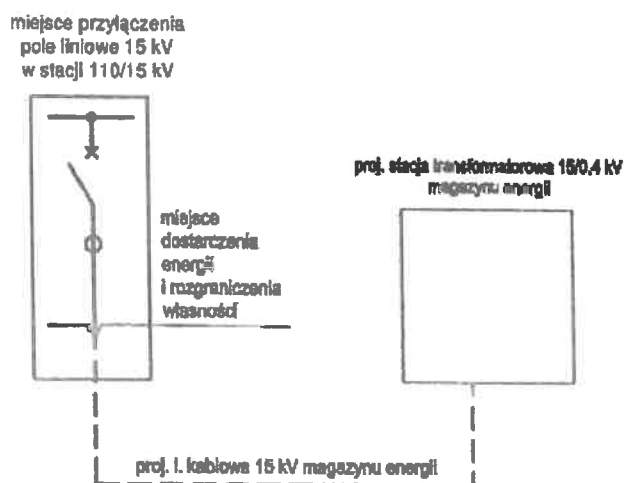 miejsce przyłączenia
pole liniowe 15 kV
w stacji 110/15 kV
proj. stacja transformatorowa 15/0,4 kV
magazynu energii
miejsce
dostarczenia
energii
i rozgraniczenia
własności
proj. l. kablowa 15 kV magazynu energii